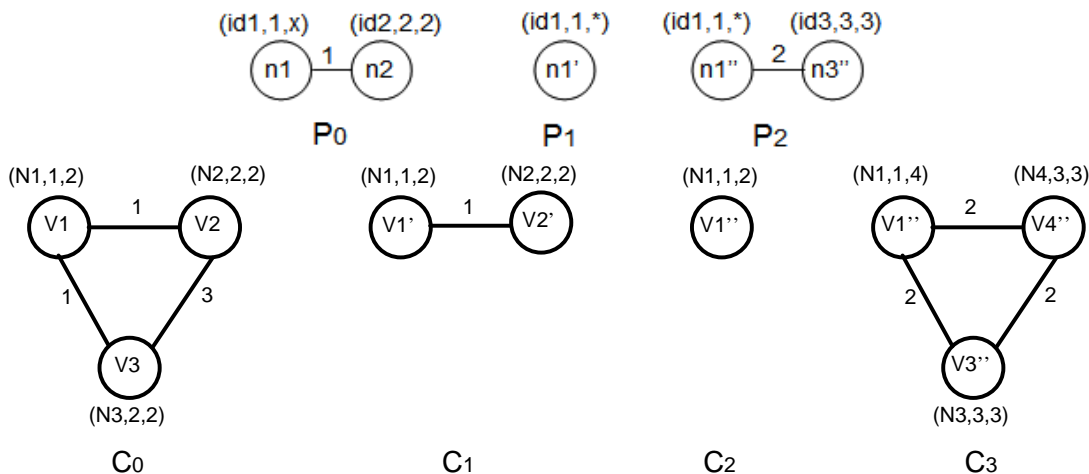 (id1,1,x) (id2,2,2) (id1,1,*) (id1,1,*) (id3,3,3)
n1 1 n2 n1' n1" 2 n3"
P0 P1 P2
(N1,1,2) (N2,2,2) (N1,1,2) (N2,2,2) (N1,1,2) (N1,1,4) (N4,3,3)
V1 1 V2 V1' 1 V2' V1'' V1'' 2 V4''
1 3 2 2
V3 V3''
(N3,2,2) (N3,3,3)
C0 C1 C2 C3